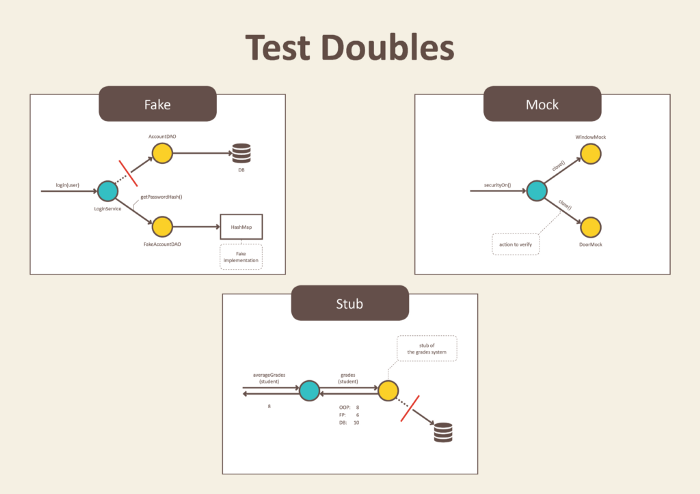 Test Doubles
Fake
AccountDAO
DB
login(user)
getPasswordHash()
LoginService
HashMap
FakeAccountDAO
Fake
implementation
Mock
WindowMock
close()
securityOn()
close()
action to verify
DoorMock
Stub
stub of
the grades system
averageGrades
(student)
grades
(student)
8
OOP: 8
FP: 6
DB: 10